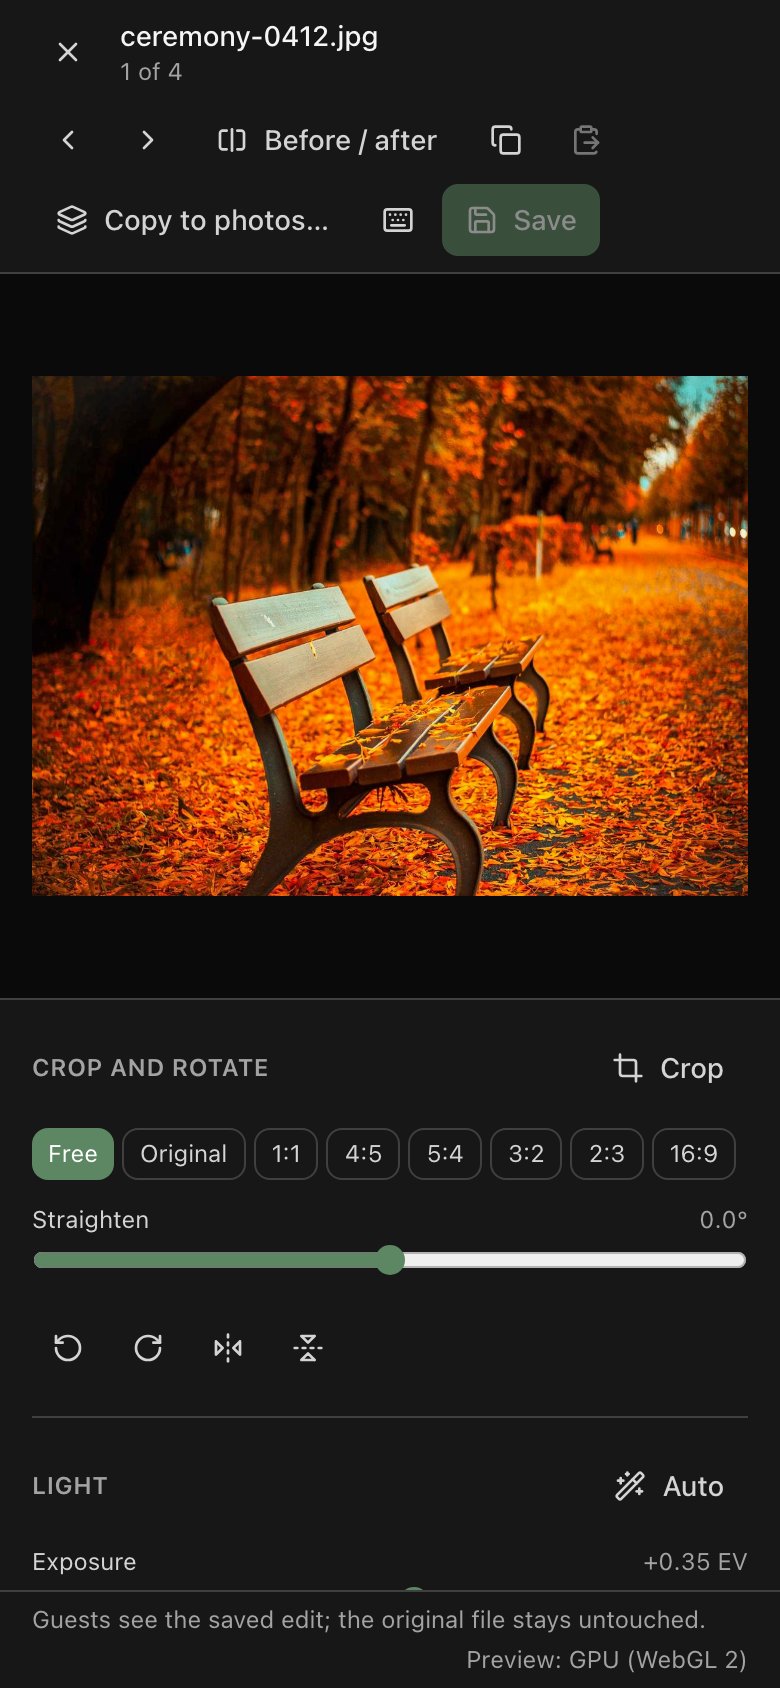 ceremony-0412.jpg
1 of 4
Before / after
Copy to photos...
Save
CROP AND ROTATE
Crop
Free
Original
1:1
4:5
5:4
3:2
2:3
16:9
Straighten
0.0°
LIGHT
Auto
Exposure
+0.35 EV
Guests see the saved edit; the original file stays untouched.
Preview: GPU (WebGL 2)